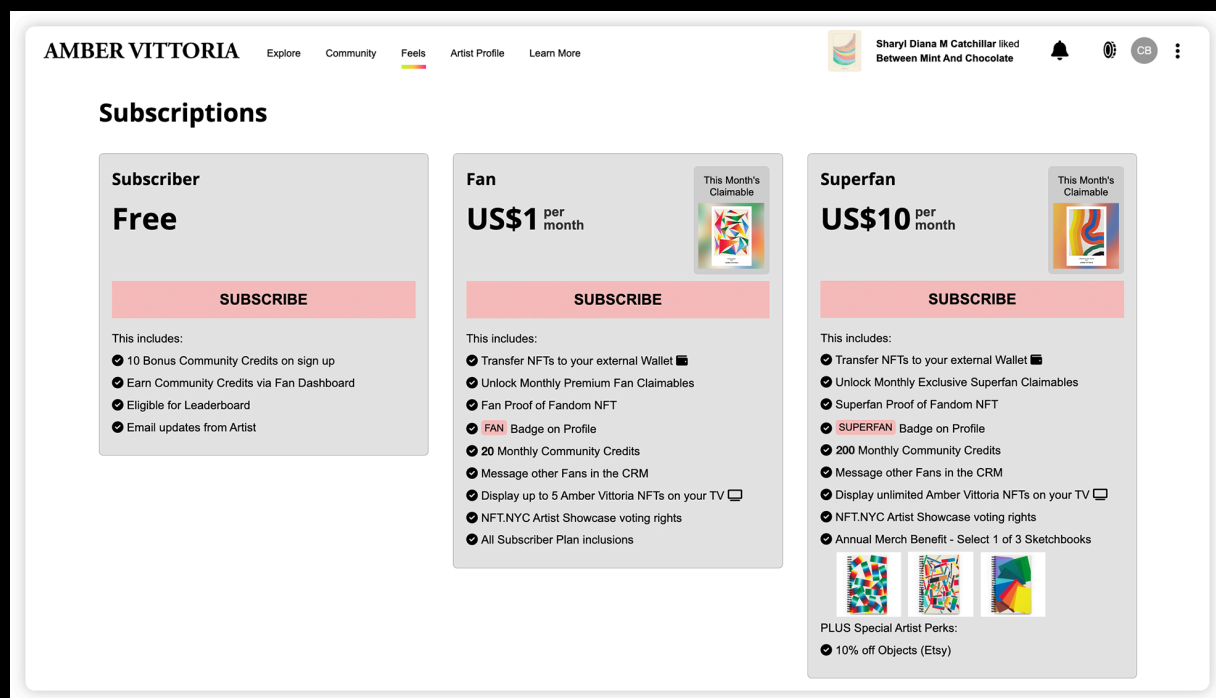 AMBER VITTORIA
Explore
Community
Feels
Artist Profile
Learn More
Sharyl Diana M Catchillar liked
Between Mint And Chocolate
CB
Subscriptions
Subscriber
Free
SUBSCRIBE
This includes:
10 Bonus Community Credits on sign up
Earn Community Credits via Fan Dashboard
Eligible for Leaderboard
Email updates from Artist
Fan
US$1 per
month
This Month's
Claimable
SUBSCRIBE
This includes:
Transfer NFTs to your external Wallet
Unlock Monthly Premium Fan Claimables
Fan Proof of Fandom NFT
FAN Badge on Profile
20 Monthly Community Credits
Message other Fans in the CRM
Display up to 5 Amber Vittoria NFTs on your TV
NFT.NYC Artist Showcase voting rights
All Subscriber Plan inclusions
Superfan
US$10 per
month
This Month's
Claimable
SUBSCRIBE
This includes:
Transfer NFTs to your external Wallet
Unlock Monthly Exclusive Superfan Claimables
Superfan Proof of Fandom NFT
SUPERFAN Badge on Profile
200 Monthly Community Credits
Message other Fans in the CRM
Display unlimited Amber Vittoria NFTs on your TV
NFT.NYC Artist Showcase voting rights
Annual Merch Benefit - Select 1 of 3 Sketchbooks
PLUS Special Artist Perks:
10% off Objects (Etsy)